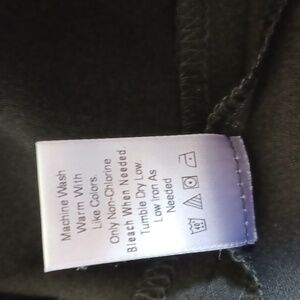 Machine Wash
Warm With
Like Colors.
Only Non-Chlorine
Bleach When Needed.
Tumble Dry Low
Low Iron As
Needed